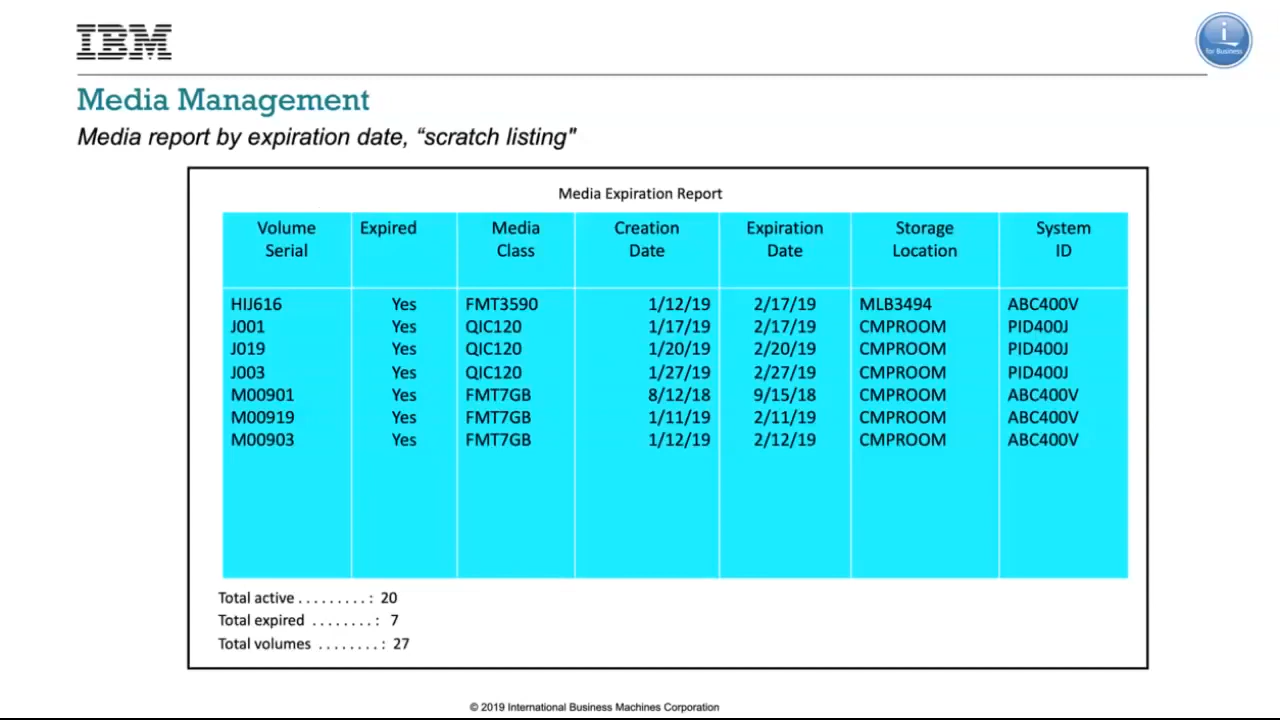 IBM
i
for Business
Media Management
Media report by expiration date, “scratch listing"
Media Expiration Report
Volume Serial Expired Media Class Creation Date Expiration Date Storage Location System ID
HIJ616 Yes FMT3590 1/12/19 2/17/19 MLB3494 ABC400V
J001 Yes QIC120 1/17/19 2/17/19 CMPROOM PID400J
J019 Yes QIC120 1/20/19 2/20/19 CMPROOM PID400J
J003 Yes QIC120 1/27/19 2/27/19 CMPROOM PID400J
M00901 Yes FMT7GB 8/12/18 9/15/18 CMPROOM ABC400V
M00919 Yes FMT7GB 1/11/19 2/11/19 CMPROOM ABC400V
M00903 Yes FMT7GB 1/12/19 2/12/19 CMPROOM ABC400V
Total active . . . . . . . . . : 20
Total expired . . . . . . . . : 7
Total volumes . . . . . . . . : 27
© 2019 International Business Machines Corporation